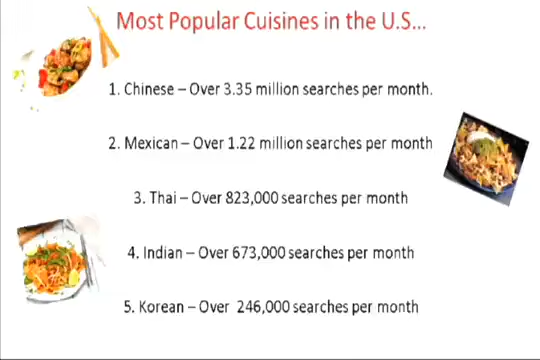 Most Popular Cuisines in the U.S...
1. Chinese – Over 3.35 million searches per month.
2. Mexican – Over 1.22 million searches per month
3. Thai – Over 823,000 searches per month
4. Indian – Over 673,000 searches per month
5. Korean – Over 246,000 searches per month